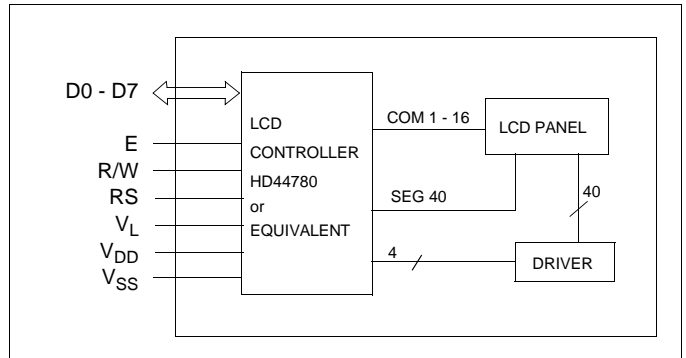 D0 - D7
E
R/W
RS
VL
VDD
VSS
LCD
CONTROLLER
HD44780
or
EQUIVALENT
COM 1 - 16
SEG 40
4
LCD PANEL
40
DRIVER